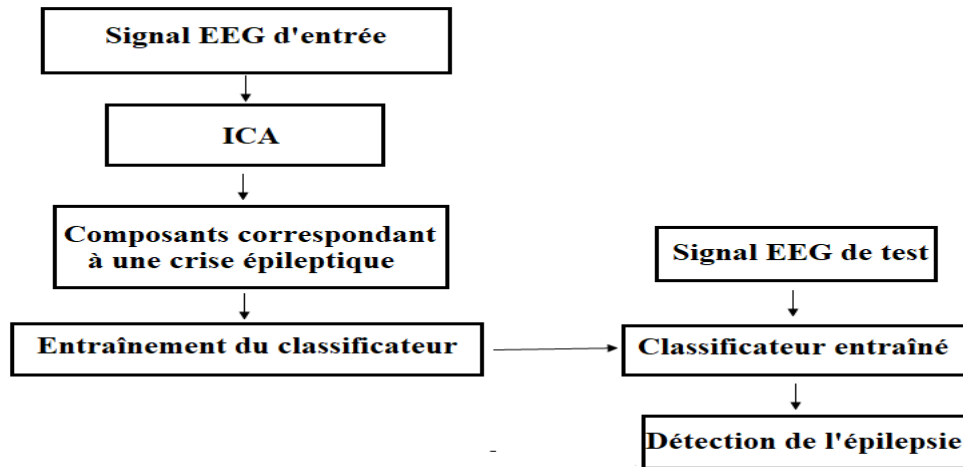 Signal EEG d'entrée
ICA
Composants correspondant
à une crise épileptique
Entraînement du classificateur
Signal EEG de test
Classificateur entraîné
Détection de l'épilepsie